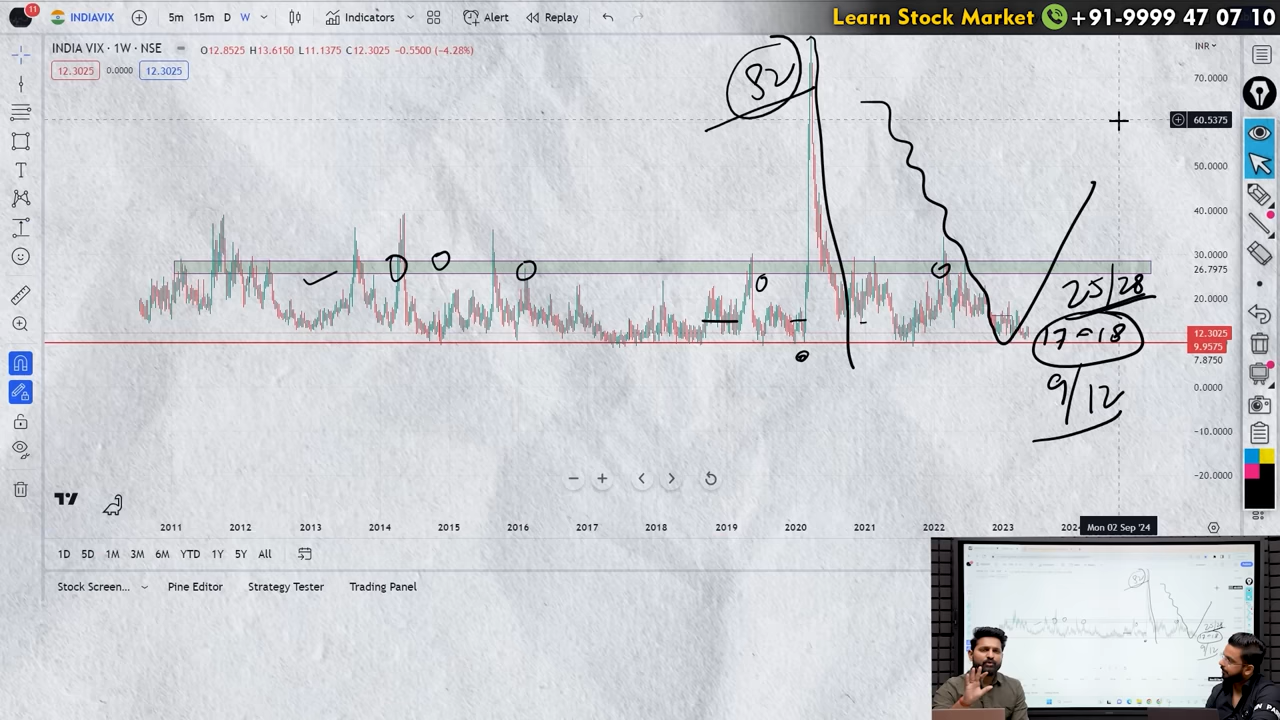 11
INDIAVIX
5m 15m D W
Indicators
Alert
Replay
Learn Stock Market +91-9999 47 07 10
INDIA VIX · 1W · NSE
O12.8525 H13.6150 L11.1375 C12.3025 −0.5500 (−4.28%)
INR
12.3025 0.0000 12.3025
82
70.0000
60.5375
50.0000
40.0000
30.0000
26.7975
20.0000
12.3025
9.9575
7.8750
0.0000
−10.0000
−20.0000
25/28
17-18
9/12
2011 2012 2013 2014 2015 2016 2017 2018 2019 2020 2021 2022 2023 202
Mon 02 Sep '24
1D 5D 1M 3M 6M YTD 1Y 5Y All
Stock Screen... Pine Editor Strategy Tester Trading Panel